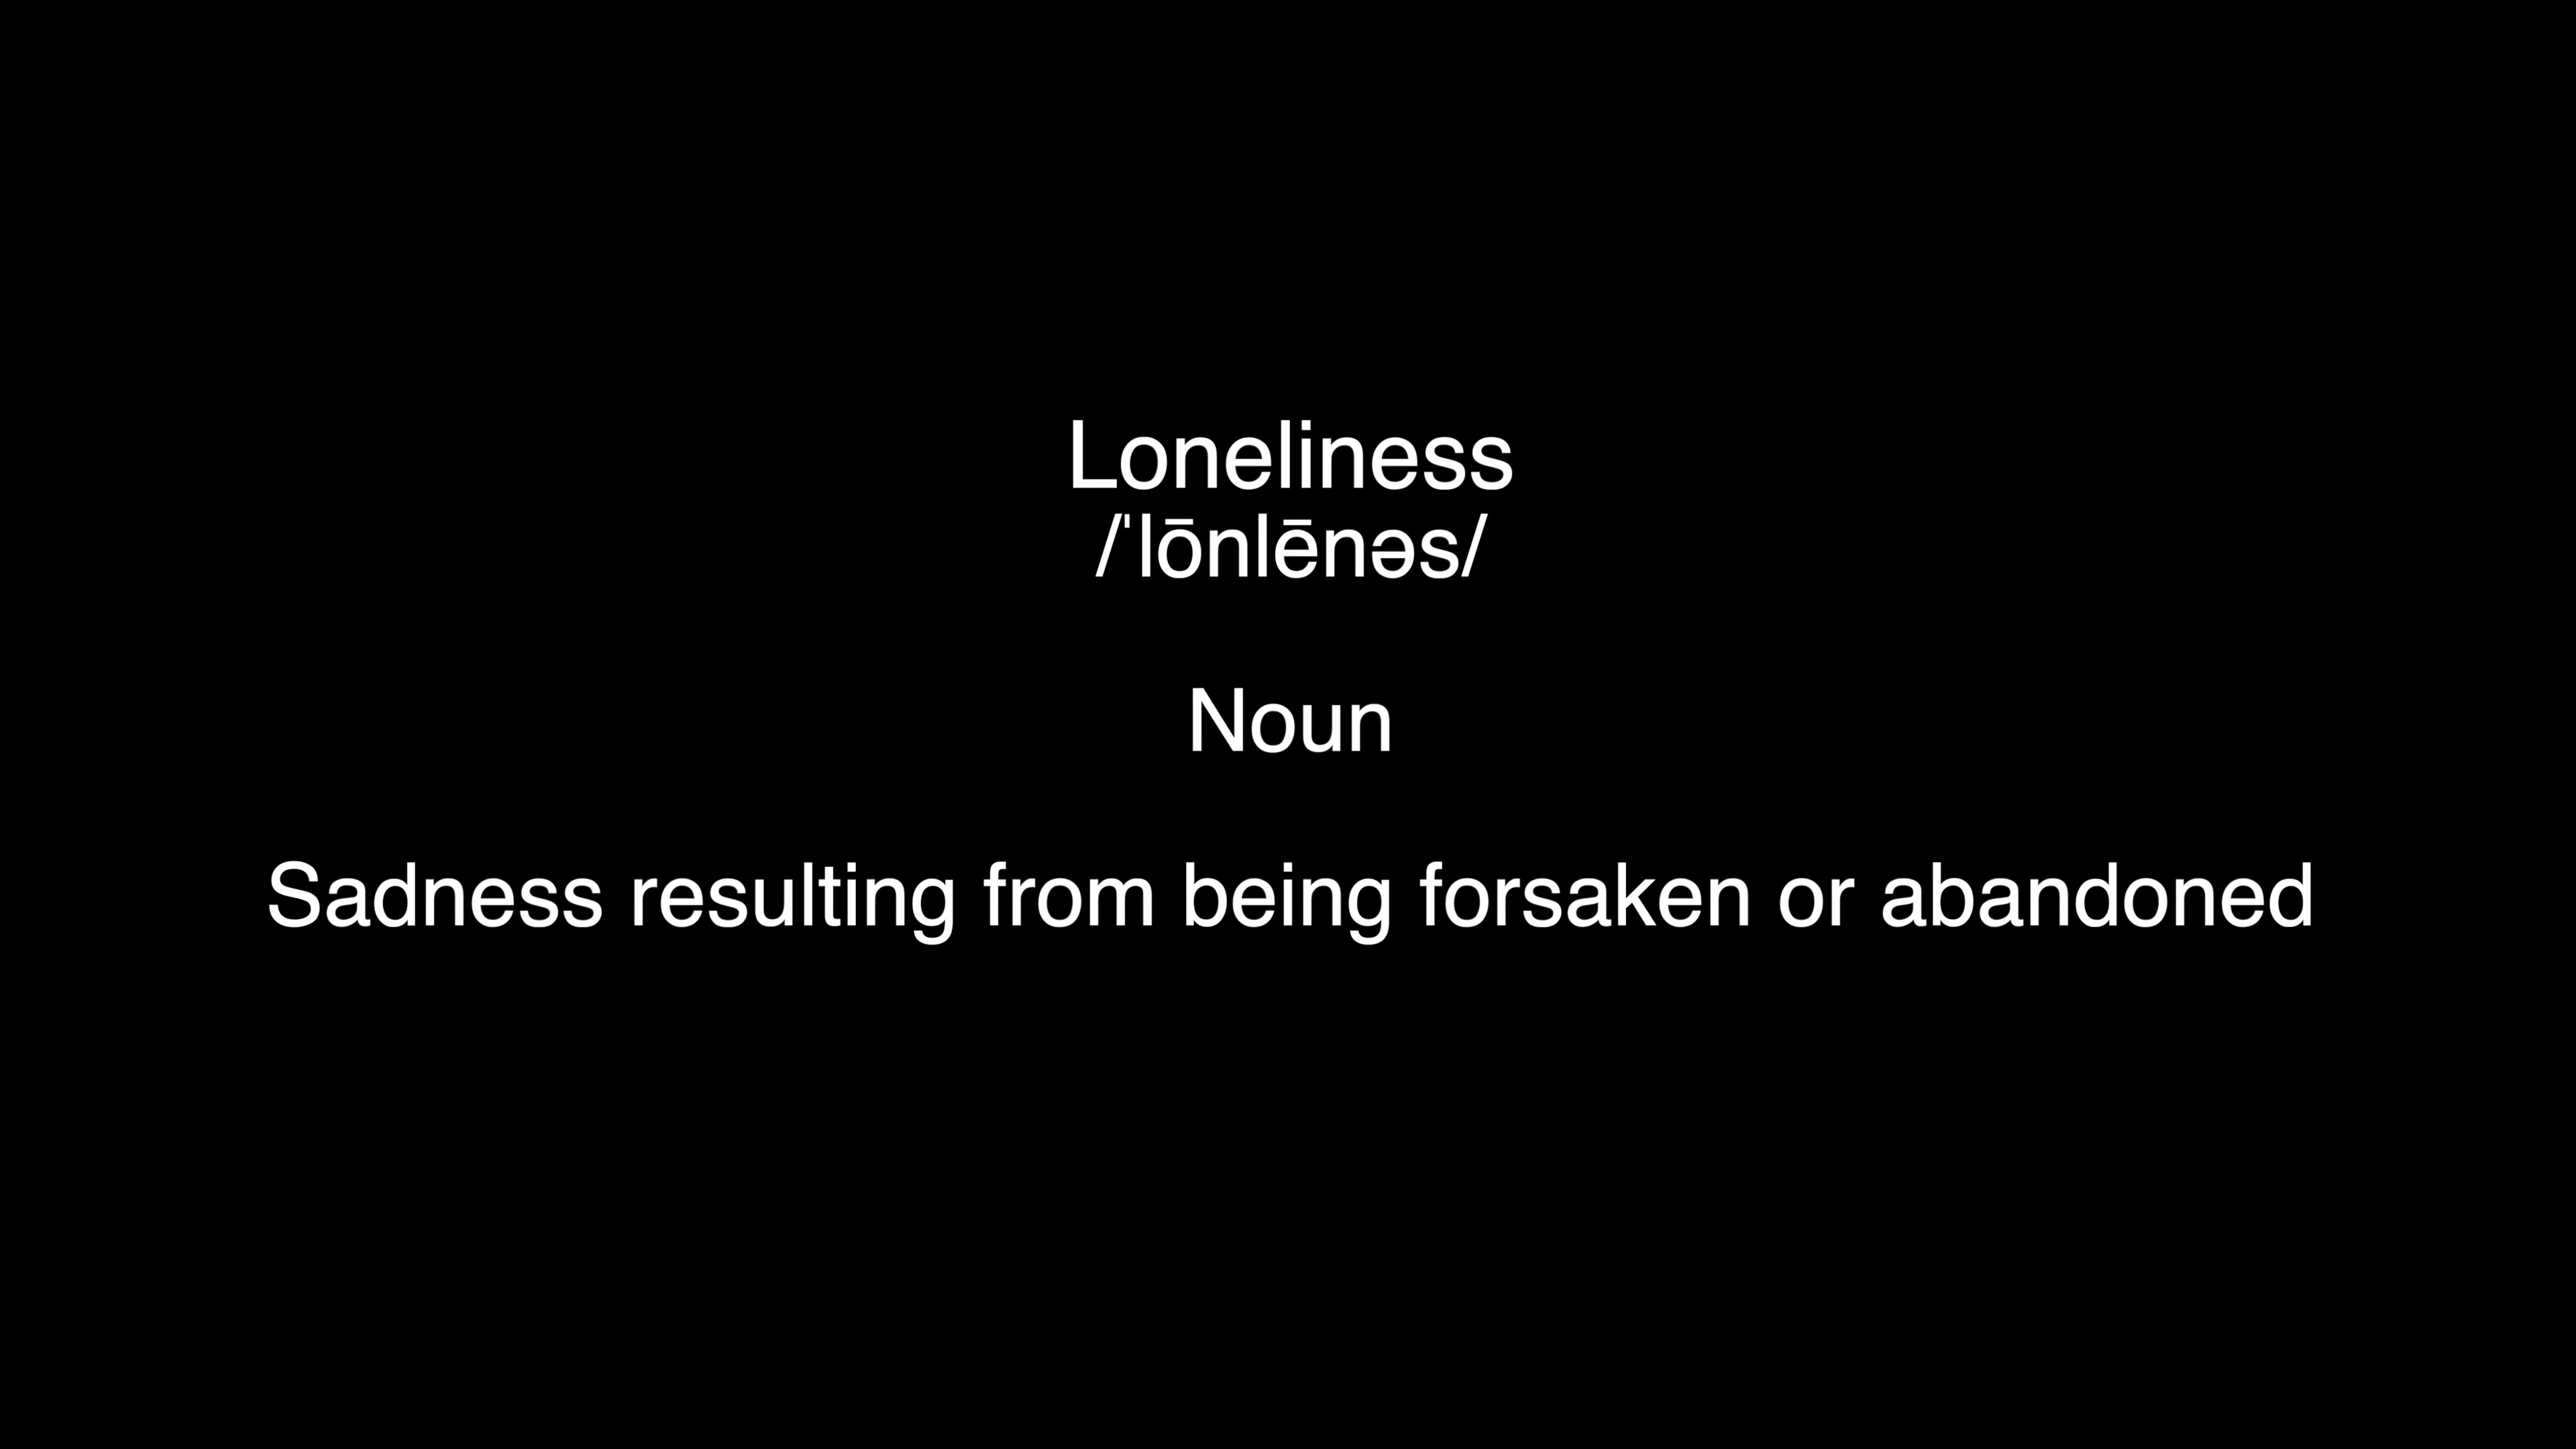 Loneliness
/ˈlōnlēnəs/
Noun
Sadness resulting from being forsaken or abandoned